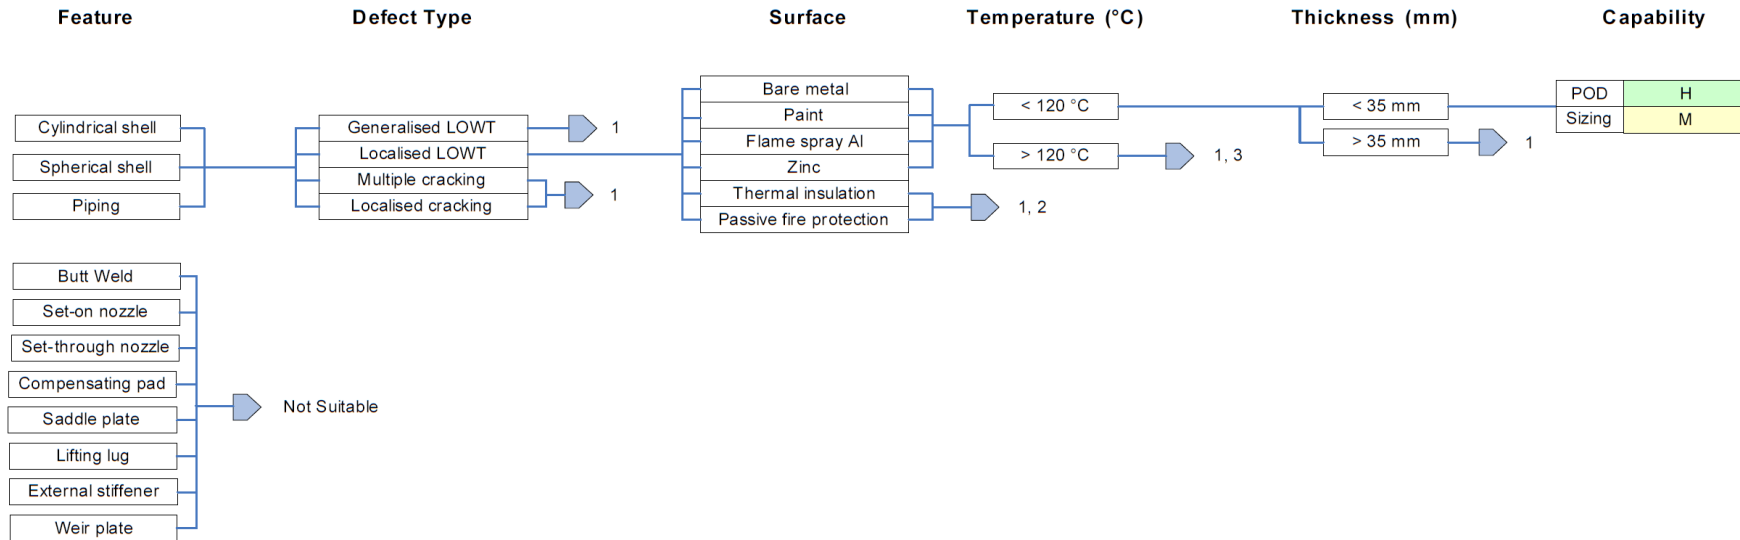 Feature Defect Type Surface Temperature (°C) Thickness (mm) Capability
Bare metal
Paint
Flame spray Al
Zinc
Thermal insulation
Passive fire protection
Cylindrical shell
Spherical shell
Piping
Generalised LOWT 1
Localised LOWT
Multiple cracking
Localised cracking
1
< 120 °C
> 120 °C 1, 3
1, 2
< 35 mm
> 35 mm 1
POD H
Sizing M
Butt Weld
Set-on nozzle
Set-through nozzle
Compensating pad
Saddle plate
Lifting lug
External stiffener
Weir plate
Not Suitable